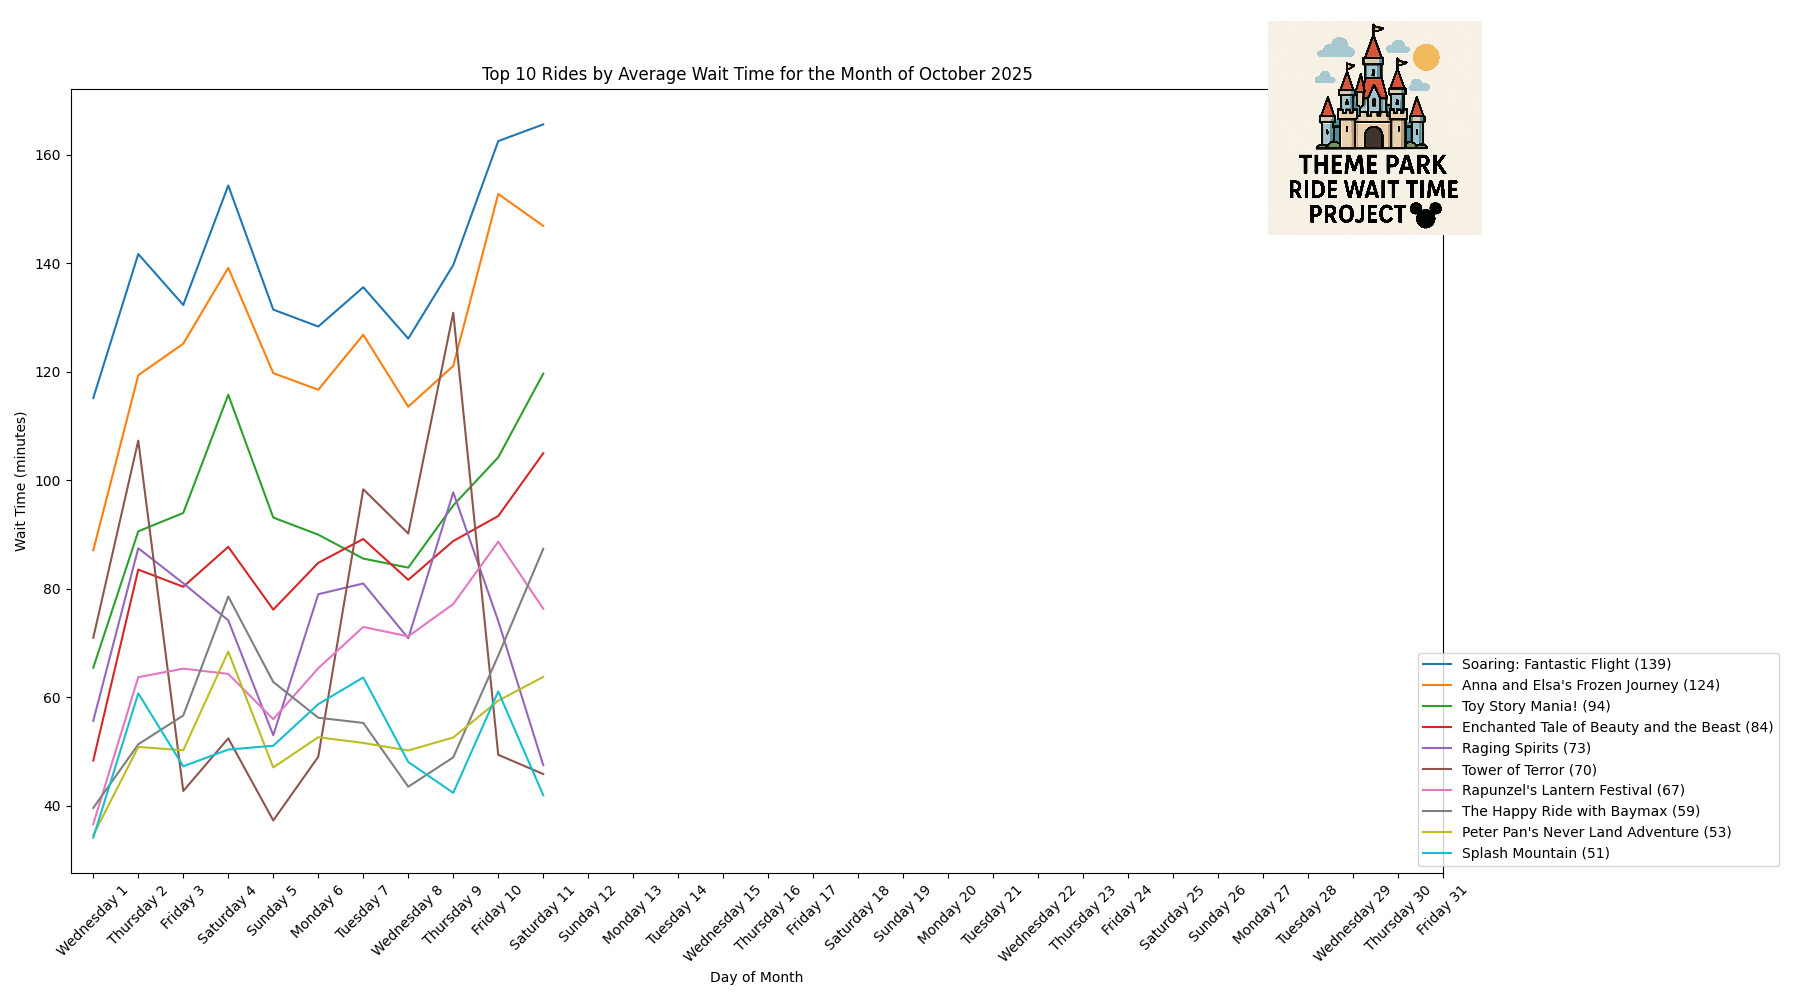 Top 10 Rides by Average Wait Time for the Month of October 2025
THEME PARK
RIDE WAIT TIME
PROJECT
Wait Time (minutes)
160
140
120
100
80
60
40
Soaring: Fantastic Flight (139)
Anna and Elsa's Frozen Journey (124)
Toy Story Mania! (94)
Enchanted Tale of Beauty and the Beast (84)
Raging Spirits (73)
Tower of Terror (70)
Rapunzel's Lantern Festival (67)
The Happy Ride with Baymax (59)
Peter Pan's Never Land Adventure (53)
Splash Mountain (51)
Wednesday 1
Thursday 2
Friday 3
Saturday 4
Sunday 5
Monday 6
Tuesday 7
Wednesday 8
Thursday 9
Friday 10
Saturday 11
Sunday 12
Monday 13
Tuesday 14
Wednesday 15
Thursday 16
Friday 17
Saturday 18
Sunday 19
Monday 20
Tuesday 21
Wednesday 22
Thursday 23
Friday 24
Saturday 25
Sunday 26
Monday 27
Tuesday 28
Wednesday 29
Thursday 30
Friday 31
Day of Month